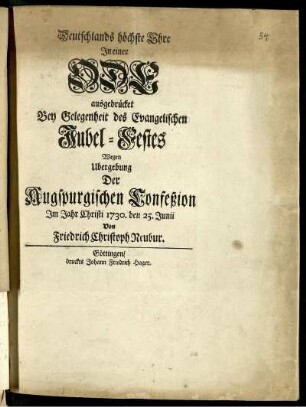 34
Deutschlands höchste Ehre
In einer
ODE
ausgedrücket
Bey Gelegenheit des Evangelischen
Jubel-Festes
Wegen
Ubergebung
Der
Augspurgischen Confeßion
Im Jahr Christi 1730. den 25. Junii
Von
Friedrich Christoph Neubur.
Göttingen/
druckts Johann Friedrich Hager.